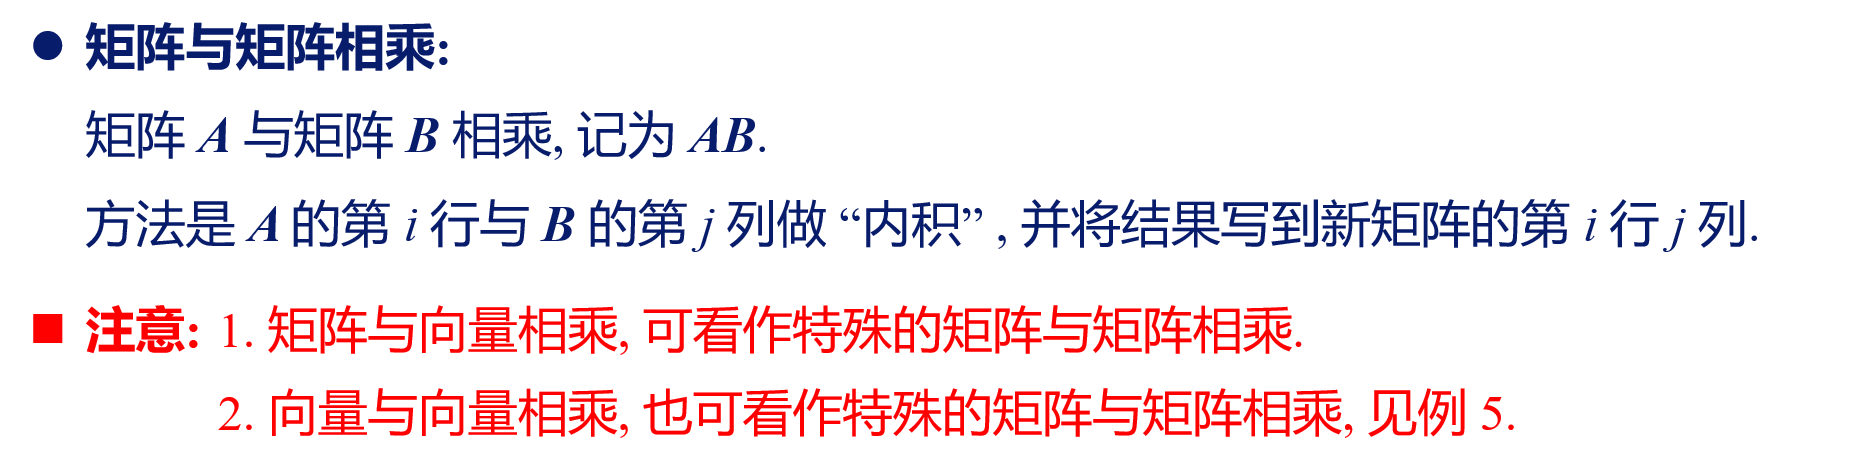 ● 矩阵与矩阵相乘:
矩阵 A 与矩阵 B 相乘, 记为 AB.
方法是 A 的第 i 行与 B 的第 j 列做 “内积” , 并将结果写到新矩阵的第 i 行 j 列.
■ 注意: 1. 矩阵与向量相乘, 可看作特殊的矩阵与矩阵相乘.
2. 向量与向量相乘, 也可看作特殊的矩阵与矩阵相乘, 见例 5.